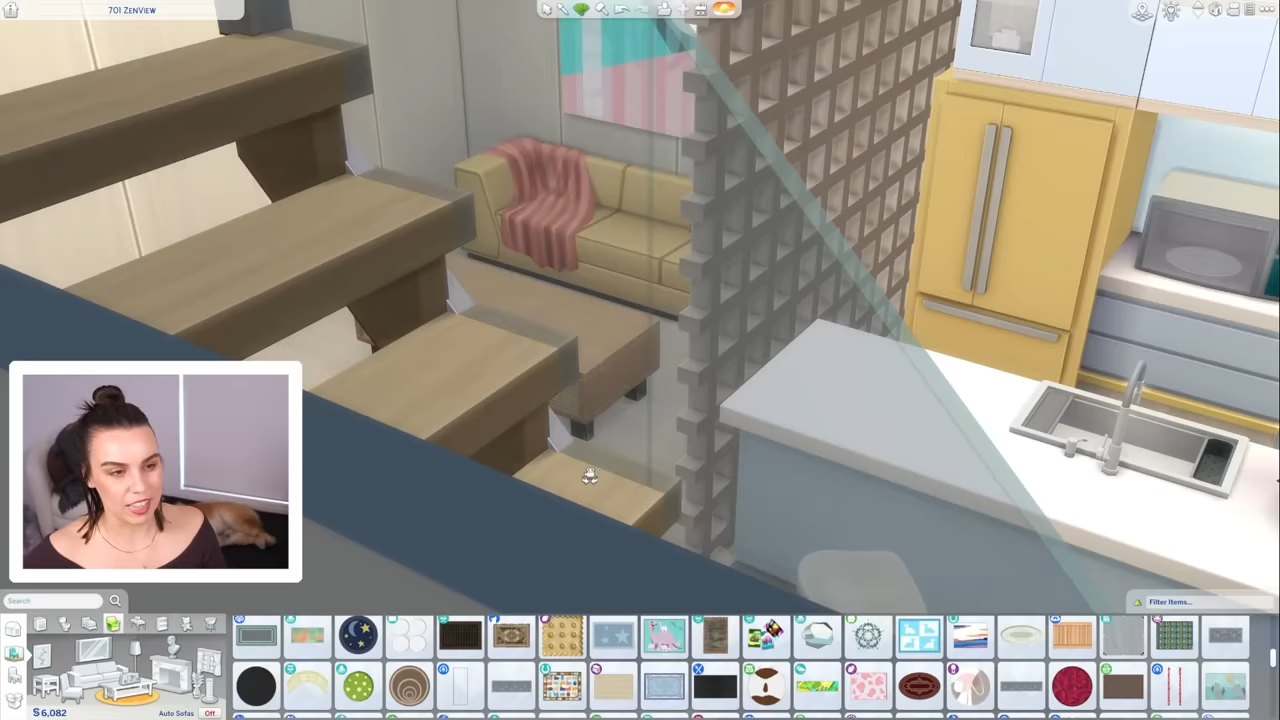 701 ZENVIEW
Search
Filter Items...
§6,082
Auto Sofas
Off